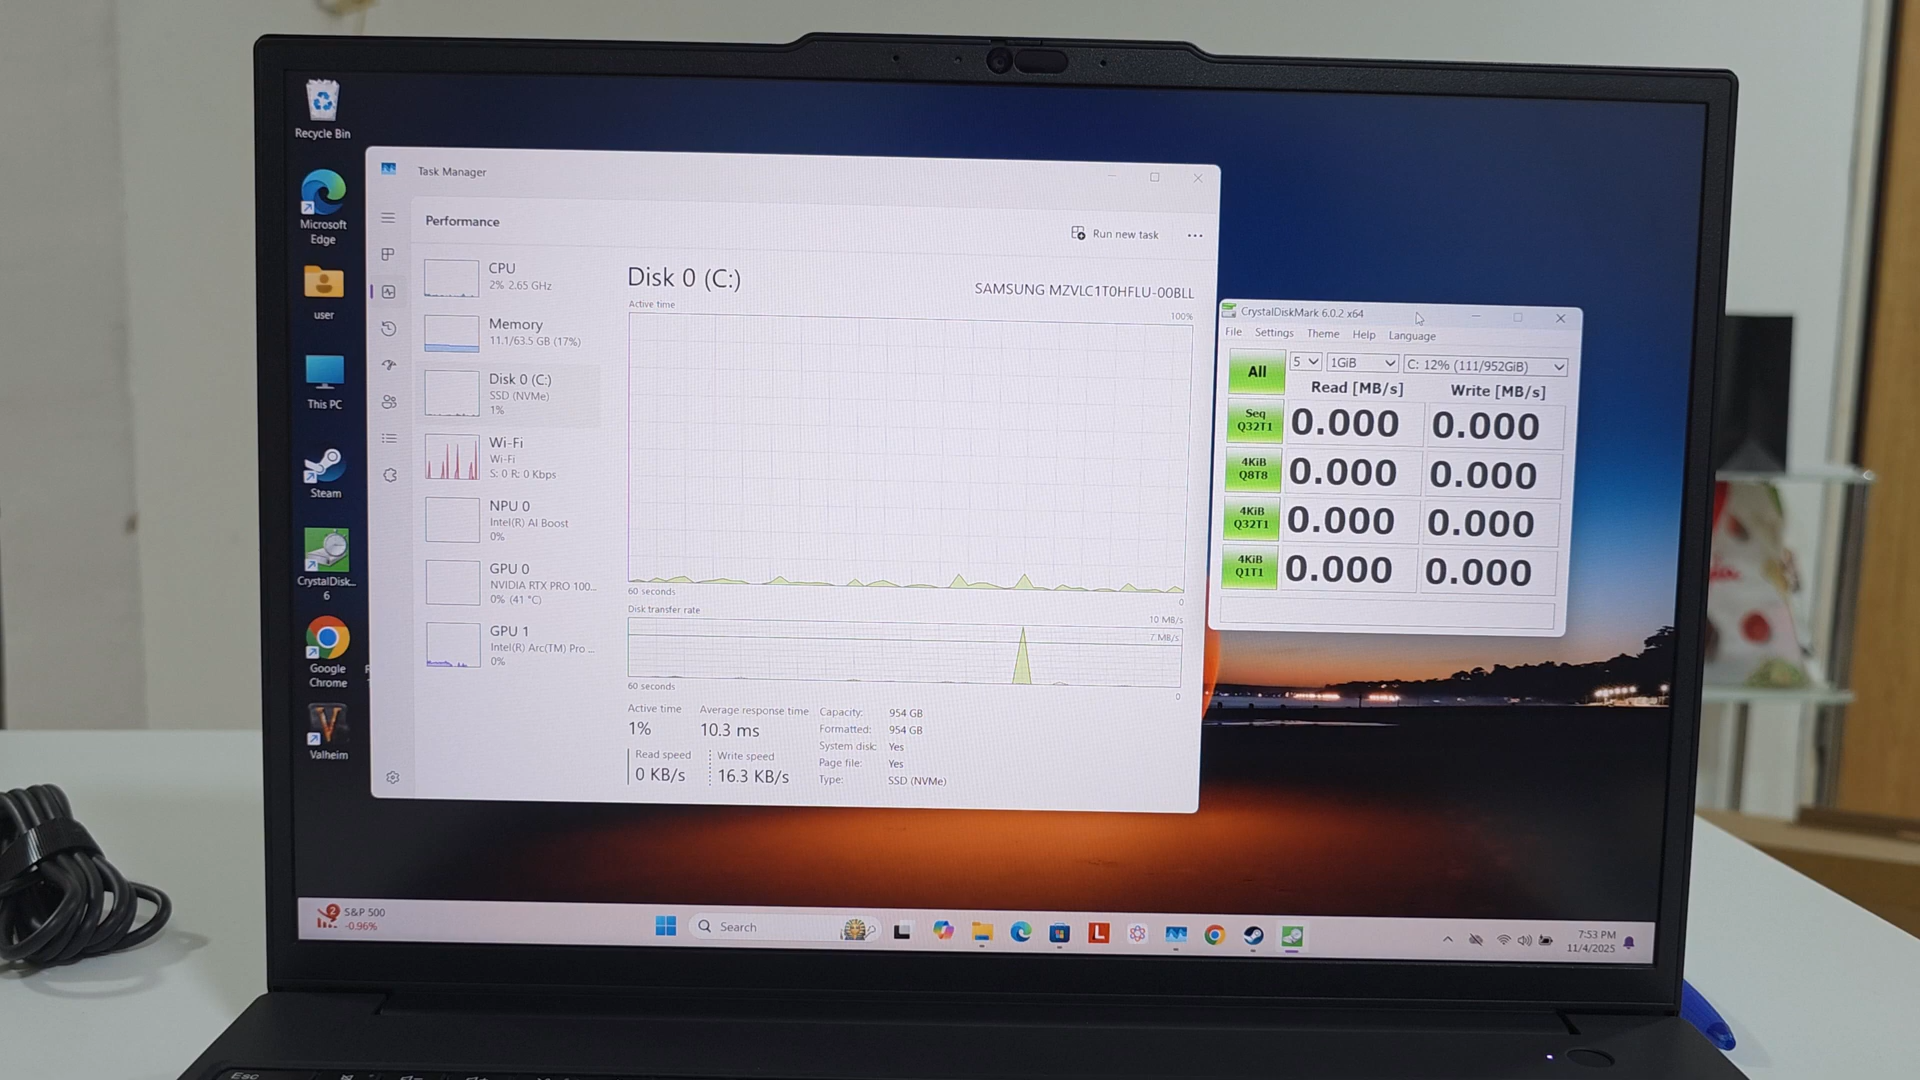 Recycle Bin
Microsoft
Edge
user
This PC
Steam
CrystalDisk...
6
Google
Chrome
Valheim
Task Manager
Performance
Run new task
CPU
2% 2.65 GHz
Memory
11.1/63.5 GB (17%)
Disk 0 (C:)
SSD (NVMe)
1%
Wi-Fi
Wi-Fi
S: 0 R: 0 Kbps
NPU 0
Intel(R) AI Boost
0%
GPU 0
NVIDIA RTX PRO 100...
0% (41 °C)
GPU 1
Intel(R) Arc(TM) Pro ...
0%
Disk 0 (C:)
SAMSUNG MZVLC1T0HFLU-00BLL
Active time
100%
60 seconds
0
Disk transfer rate
10 MB/s
7 MB/s
60 seconds
0
Active time
1%
Average response time
10.3 ms
Read speed
0 KB/s
Write speed
16.3 KB/s
Capacity: 954 GB
Formatted: 954 GB
System disk: Yes
Page file: Yes
Type: SSD (NVMe)
CrystalDiskMark 6.0.2 x64
File Settings Theme Help Language
All
5
1GiB
C: 12% (111/952GiB)
Read [MB/s]
Write [MB/s]
Seq
Q32T1
0.000
0.000
4KiB
Q8T8
0.000
0.000
4KiB
Q32T1
0.000
0.000
4KiB
Q1T1
0.000
0.000
2
S&P 500
-0.96%
Search
L
7:53 PM
11/4/2025
Esc